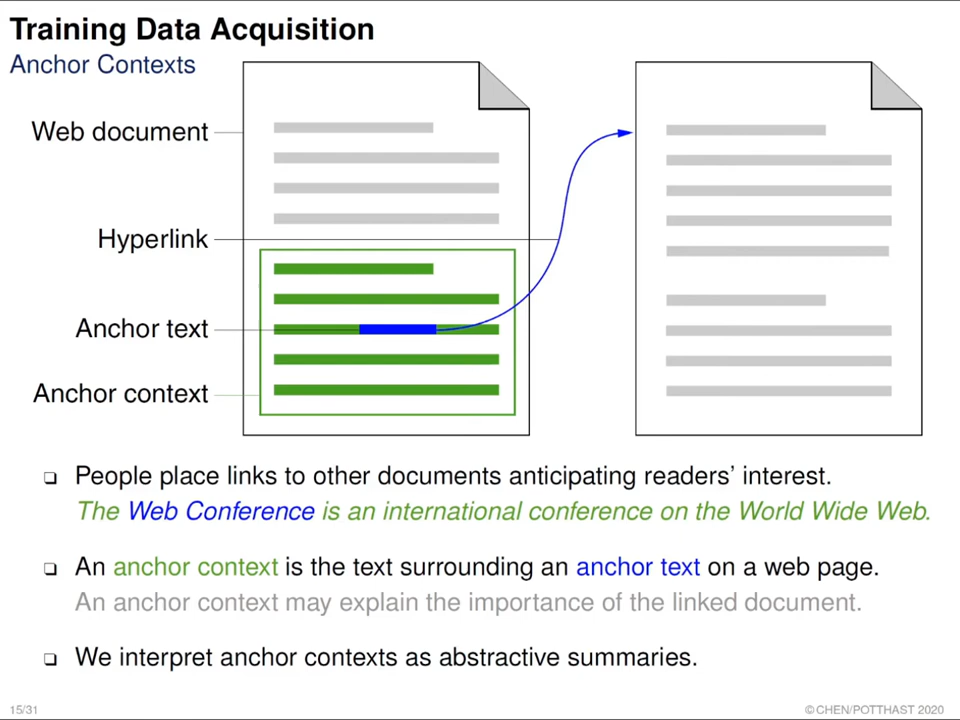 Training Data Acquisition
Anchor Contexts
Web document
Hyperlink
Anchor text
Anchor context
❑ People place links to other documents anticipating readers’ interest.
The Web Conference is an international conference on the World Wide Web.
❑ An anchor context is the text surrounding an anchor text on a web page.
An anchor context may explain the importance of the linked document.
❑ We interpret anchor contexts as abstractive summaries.
15/31
© CHEN/POTTHAST 2020